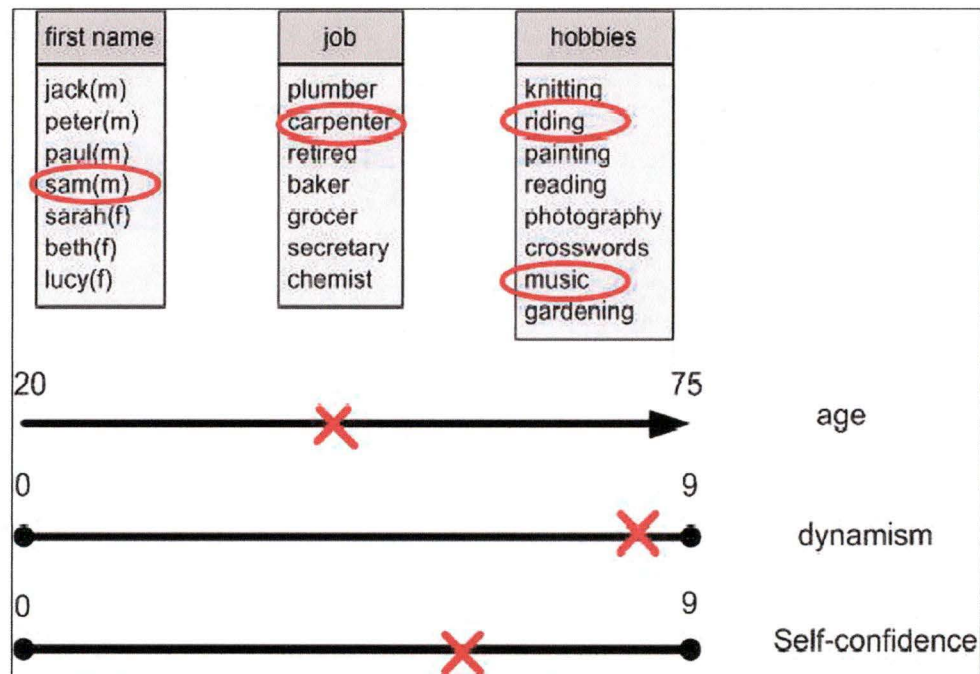 first name
jack(m)
peter(m)
paul(m)
sam(m)
sarah(f)
beth(f)
lucy(f)
job
plumber
carpenter
retired
baker
grocer
secretary
chemist
hobbies
knitting
riding
painting
reading
photography
crosswords
music
gardening
20 75
age
0 9
dynamism
0 9
Self-confidence